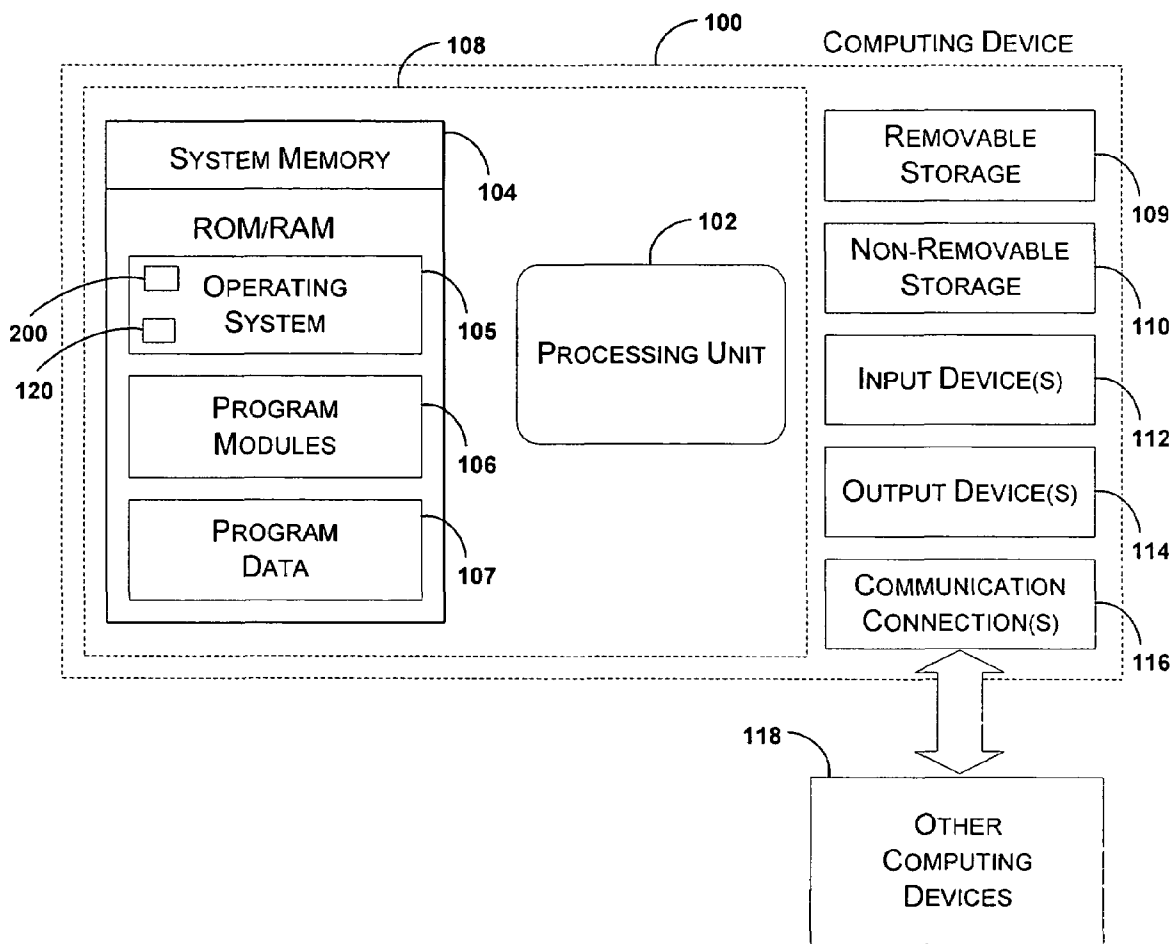 100
COMPUTING DEVICE
108
SYSTEM MEMORY
104
ROM/RAM
OPERATING
SYSTEM
105
200
120
PROGRAM
MODULES
106
PROGRAM
DATA
107
102
PROCESSING UNIT
REMOVABLE
STORAGE
109
NON-REMOVABLE
STORAGE
110
INPUT DEVICE(S)
112
OUTPUT DEVICE(S)
114
COMMUNICATION
CONNECTION(S)
116
118
OTHER
COMPUTING
DEVICES